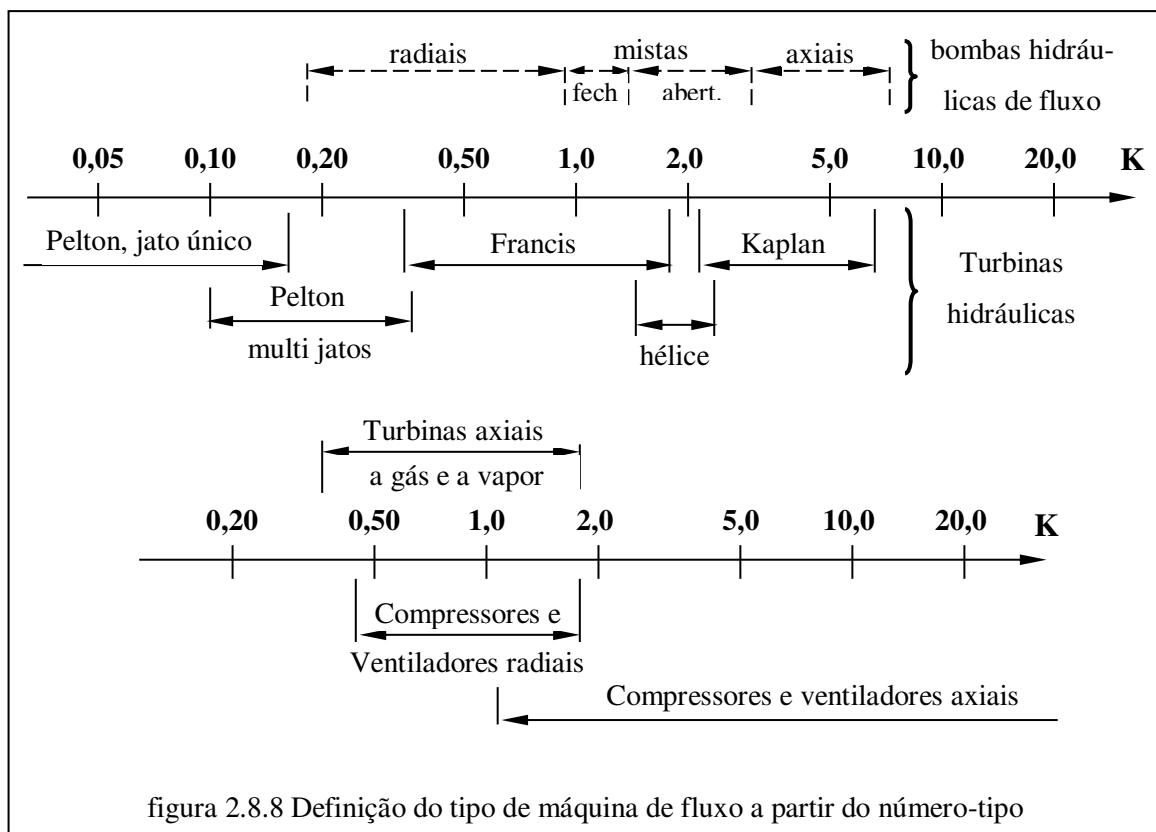 radiais
mistas
axiais
bombas hidráu-
fech
abert.
licas de fluxo
0,05 0,10 0,20 0,50 1,0 2,0 5,0 10,0 20,0 K
Pelton, jato único
Francis
Kaplan
Turbinas
hidráulicas
Pelton
multi jatos
hélice
Turbinas axiais
a gás e a vapor
0,20 0,50 1,0 2,0 5,0 10,0 20,0 K
Compressores e
Ventiladores radiais
Compressores e ventiladores axiais
figura 2.8.8 Definição do tipo de máquina de fluxo a partir do número-tipo